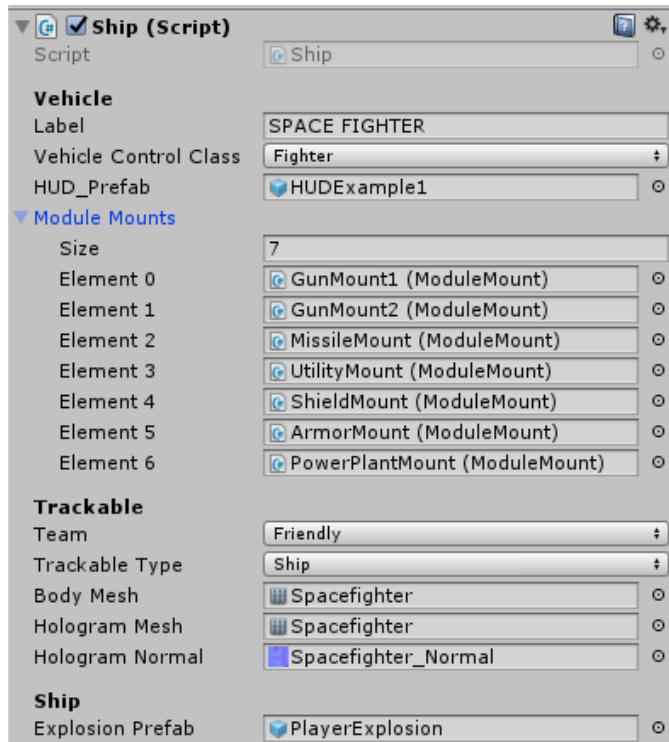 Ship (Script)
Script Ship
Vehicle
Label SPACE FIGHTER
Vehicle Control Class Fighter
HUD_Prefab HUDExample1
Module Mounts
Size 7
Element 0 GunMount1 (ModuleMount)
Element 1 GunMount2 (ModuleMount)
Element 2 MissileMount (ModuleMount)
Element 3 UtilityMount (ModuleMount)
Element 4 ShieldMount (ModuleMount)
Element 5 ArmorMount (ModuleMount)
Element 6 PowerPlantMount (ModuleMount)
Trackable
Team Friendly
Trackable Type Ship
Body Mesh Spacefighter
Hologram Mesh Spacefighter
Hologram Normal Spacefighter_Normal
Ship
Explosion Prefab PlayerExplosion